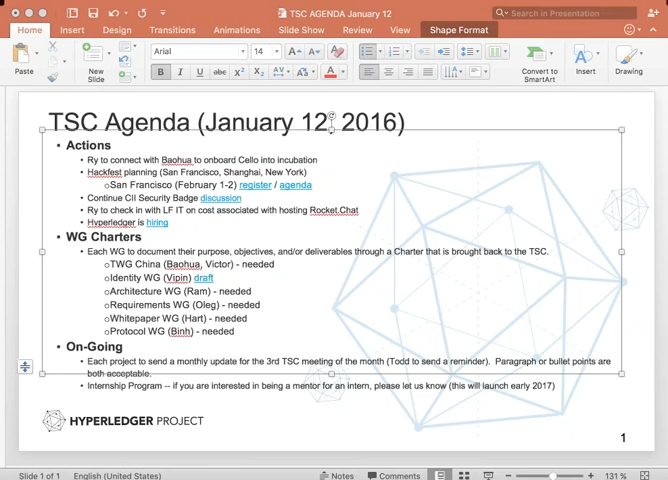 TSC AGENDA January 12
Search in Presentation
Home Insert Design Transitions Animations Slide Show Review View Shape Format
Arial 14
Paste
New
Slide
Convert to
SmartArt
Insert
Drawing
B I U abc X² X₂ AV Aa A
TSC Agenda (January 12, 2016)
• Actions
• Ry to connect with Baohua to onboard Cello into incubation
• Hackfest planning (San Francisco, Shanghai, New York)
o San Francisco (February 1-2) register / agenda
• Continue CII Security Badge discussion
• Ry to check in with LF IT on cost associated with hosting Rocket.Chat
• Hyperledger is hiring
• WG Charters
• Each WG to document their purpose, objectives, and/or deliverables through a Charter that is brought back to the TSC.
o TWG China (Baohua, Victor) - needed
o Identity WG (Vipin) draft
o Architecture WG (Ram) - needed
o Requirements WG (Oleg) - needed
o Whitepaper WG (Hart) - needed
o Protocol WG (Binh) - needed
• On-Going
• Each project to send a monthly update for the 3rd TSC meeting of the month (Todd to send a reminder). Paragraph or bullet points are
both acceptable.
• Internship Program -- if you are interested in being a mentor for an intern, please let us know (this will launch early 2017)
HYPERLEDGER PROJECT
1
Slide 1 of 1 English (United States) Notes Comments 131 %